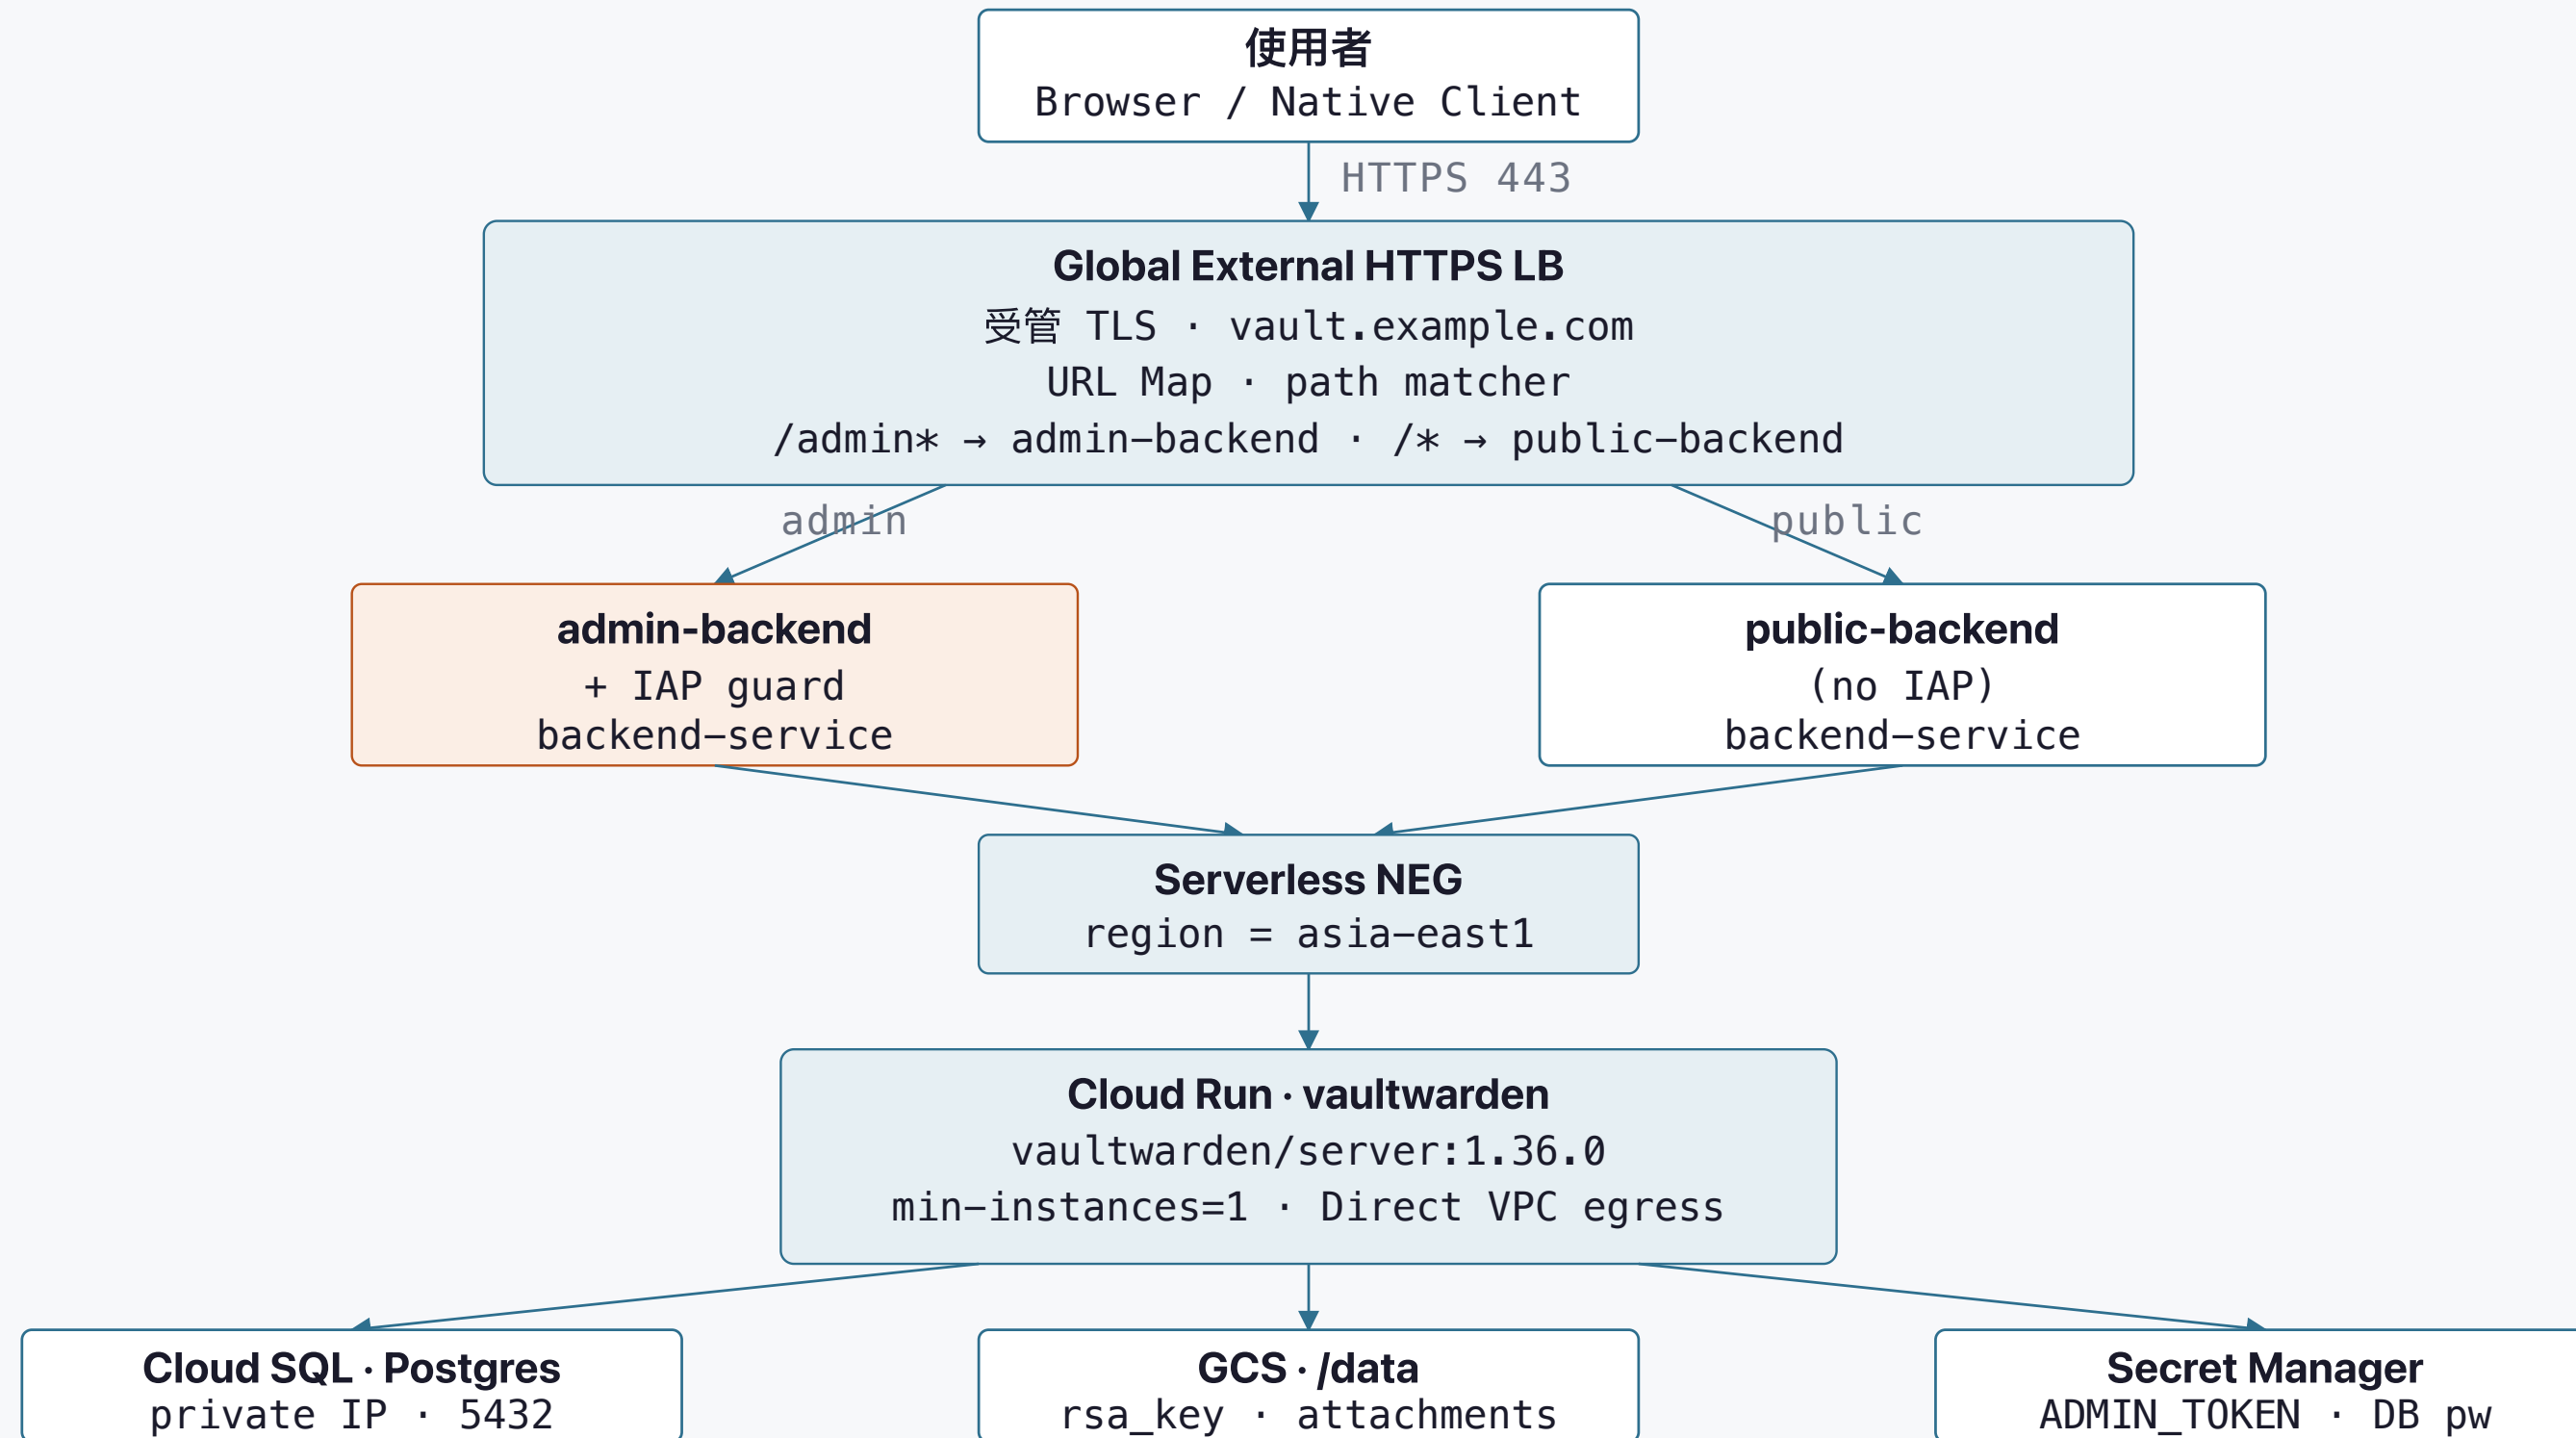 使用者
Browser / Native Client
HTTPS 443
Global External HTTPS LB
受管 TLS · vault.example.com
URL Map · path matcher
/admin* → admin-backend · /* → public-backend
admin
public
admin-backend
+ IAP guard
backend-service
public-backend
(no IAP)
backend-service
Serverless NEG
region = asia-east1
Cloud Run · vaultwarden
vaultwarden/server:1.36.0
min-instances=1 · Direct VPC egress
Cloud SQL · Postgres
private IP · 5432
GCS · /data
rsa_key · attachments
Secret Manager
ADMIN_TOKEN · DB pw